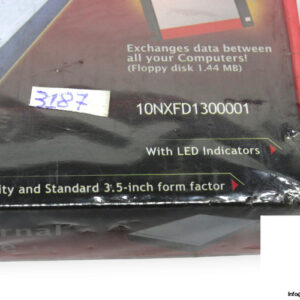 Exchanges data between
all your Computers!
(Floppy disk 1.44 MB)
3187
10NXFD1300001
With LED Indicators
ity and Standard 3.5-inch form factor
rnal